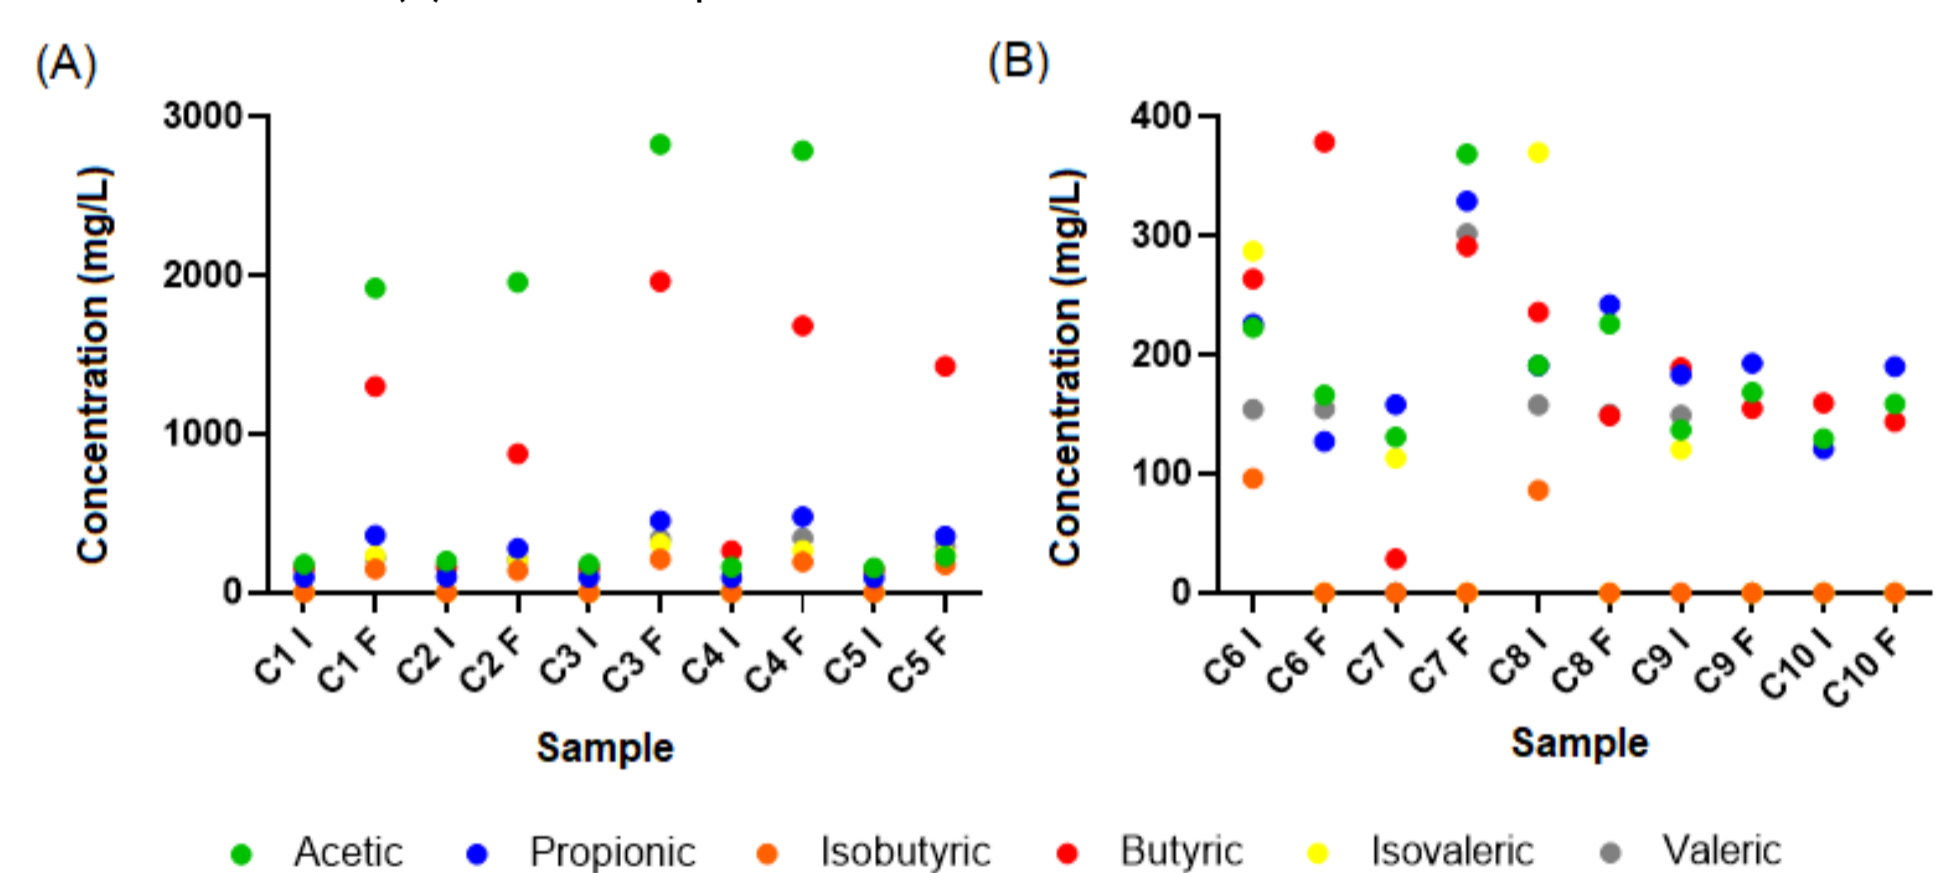 (A)
(B)
Concentration (mg/L)
3000
2000
1000
0
C1 I
C1 F
C2 I
C2 F
C3 I
C3 F
C4 I
C4 F
C5 I
C5 F
Sample
Concentration (mg/L)
400
300
200
100
0
C6 I
C6 F
C7 I
C7 F
C8 I
C8 F
C9 I
C9 F
C10 I
C10 F
Sample
Acetic Propionic Isobutyric Butyric Isovaleric Valeric